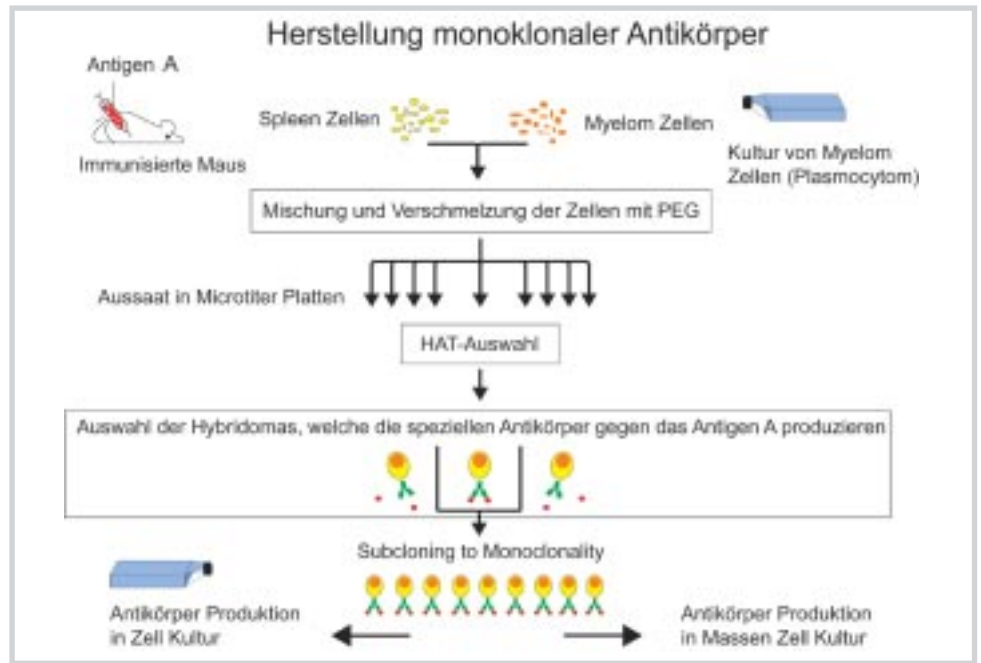 Herstellung monoklonaler Antikörper
Antigen A
Spleen Zellen
Myelom Zellen
Immunisierte Maus
Kultur von Myelom
Zellen (Plasmocytom)
Mischung und Verschmelzung der Zellen mit PEG
Aussaat in Microtiter Platten
HAT-Auswahl
Auswahl der Hybridomas, welche die speziellen Antikörper gegen das Antigen A produzieren
Subcloning to Monoclonality
Antikörper Produktion
in Zell Kultur
Antikörper Produktion
in Massen Zell Kultur